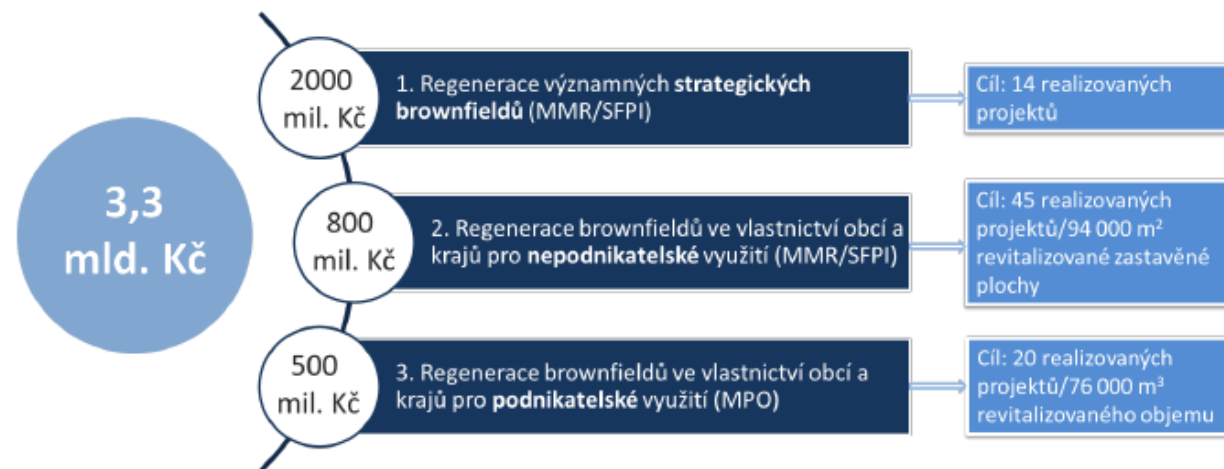 3,3
mld. Kč
2000
mil. Kč
1. Regenerace významných strategických
brownfieldů (MMR/SFPI)
Cíl: 14 realizovaných
projektů
800
mil. Kč
2. Regenerace brownfieldů ve vlastnictví obcí a
krajů pro nepodnikatelské využití (MMR/SFPI)
Cíl: 45 realizovaných
projektů/94 000 m²
revitalizované zastavěné
plochy
500
mil. Kč
3. Regenerace brownfieldů ve vlastnictví obcí a
krajů pro podnikatelské využití (MPO)
Cíl: 20 realizovaných
projektů/76 000 m³
revitalizovaného objemu